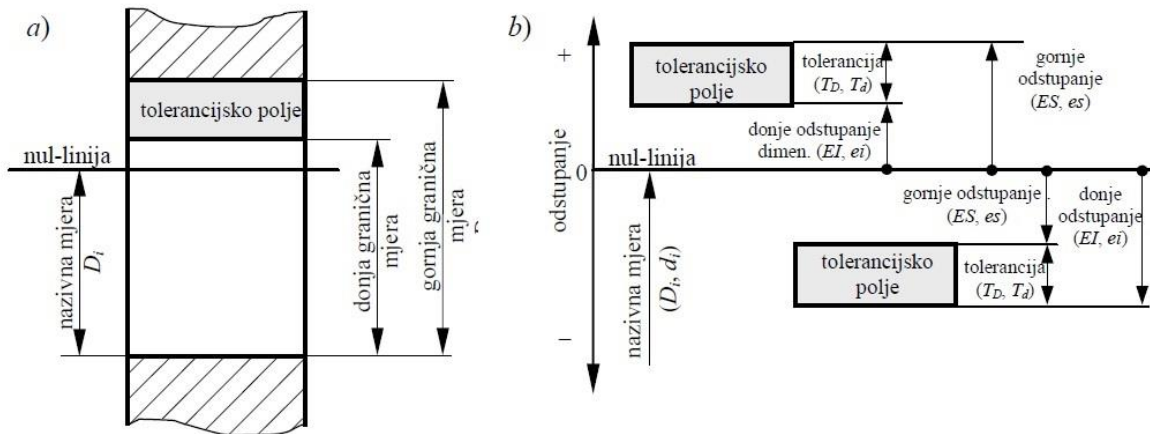 a)
tolerancijsko polje
nul-linija
nazivna mjera
D_i
donja granična
mjera
gornja granična
mjera
b)
+
0
–
odstupanje
nul-linija
nazivna mjera
(D_i, d_i)
tolerancijsko
polje
tolerancija
(T_D, T_d)
donje odstupanje
dimen. (EI, ei)
gornje
odstupanje
(ES, es)
gornje odstupanje .
(ES, es)
donje
odstupanje
(EI, ei)
tolerancijsko
polje
tolerancija
(T_D, T_d)